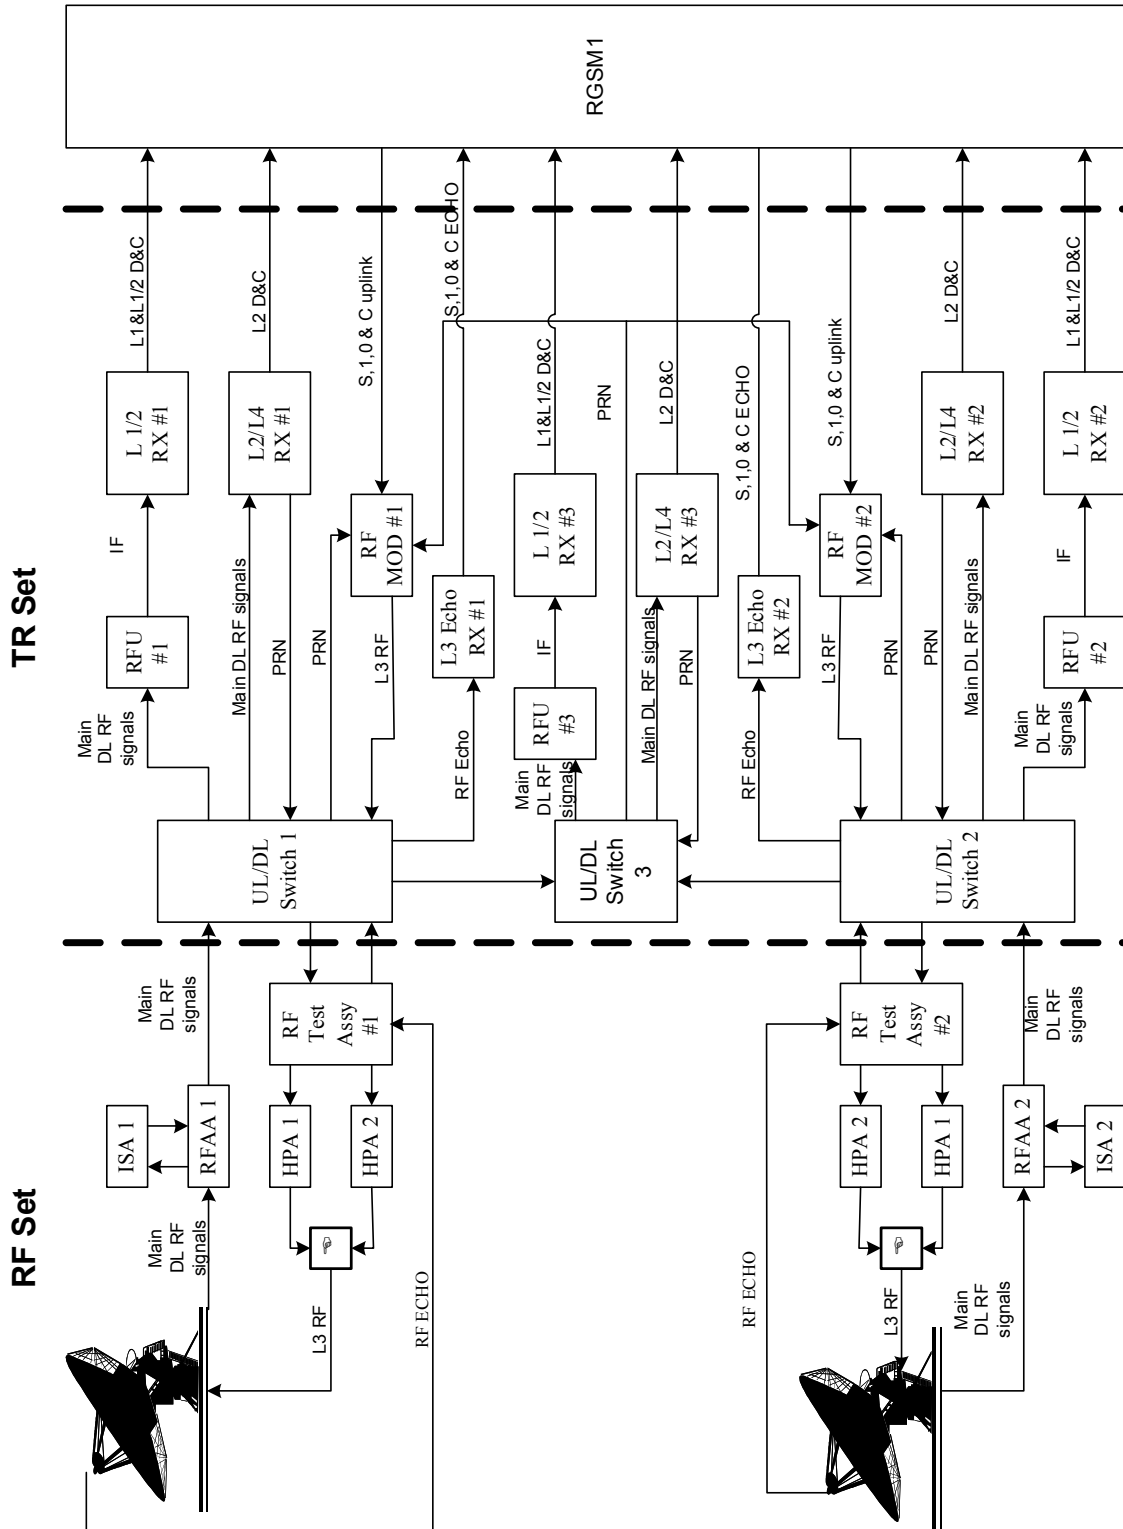 RGSM1
TR Set
RF Set
L1&L1/2 D&C
L2 D&C
S,1,0 & C uplink
S,1,0 & C ECHO
L1&L1/2 D&C
PRN
L2 D&C
S,1,0 & C ECHO
S,1,0 & C uplink
L2 D&C
L1&L1/2 D&C
L 1/2
RX #1
L2/L4
RX #1
RF
MOD #1
L3 Echo
RX #1
L 1/2
RX #3
L2/L4
RX #3
L3 Echo
RX #2
RF
MOD #2
L2/L4
RX #2
L 1/2
RX #2
IF
Main DL RF signals
PRN
PRN
L3 RF
RF Echo
IF
Main DL RF signals
PRN
RF Echo
L3 RF
PRN
PRN
Main DL RF signals
IF
RFU
#1
RFU
#3
RFU
#2
Main
DL RF
signals
Main
DL RF
signals
Main
DL RF
signals
UL/DL
Switch 1
UL/DL
Switch
3
UL/DL
Switch 2
Main
DL RF
signals
RF
Test
Assy
#1
RF
Test
Assy
#2
Main
DL RF
signals
ISA 1
RFAA 1
HPA 1
HPA 2
HPA 2
HPA 1
RFAA 2
ISA 2
Main
DL RF
signals
L3 RF
RF ECHO
RF ECHO
L3 RF
Main
DL RF
signals